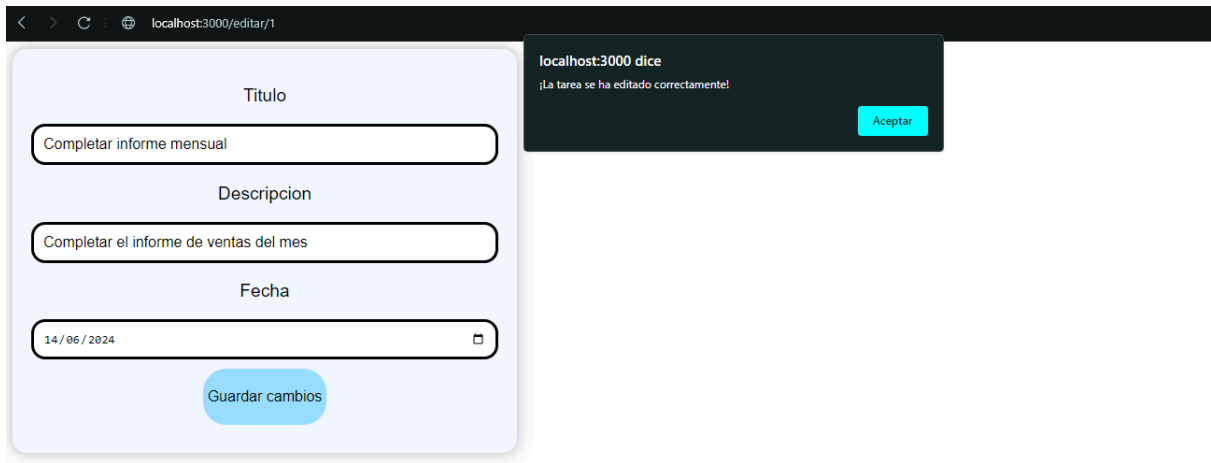 localhost:3000/editar/1
localhost:3000 dice
¡La tarea se ha editado correctamente!
Aceptar
Titulo
Completar informe mensual
Descripcion
Completar el informe de ventas del mes
Fecha
14/06/2024
Guardar cambios